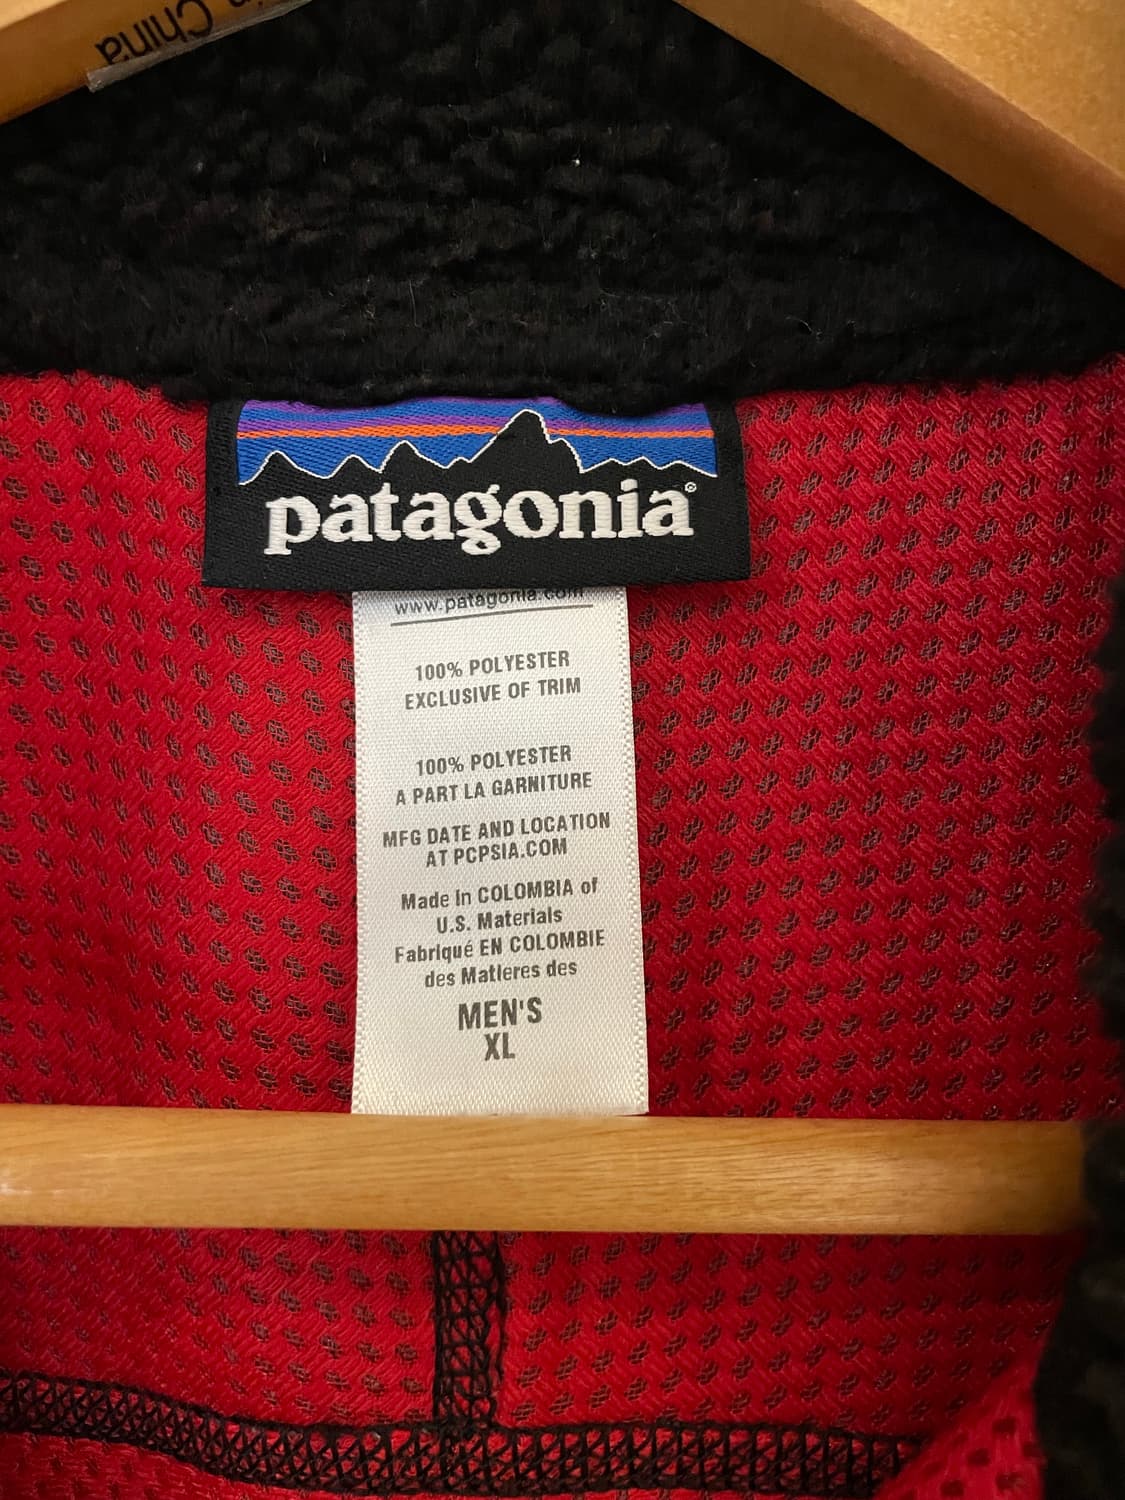 in China
patagonia®
www.patagonia.com
100% POLYESTER
EXCLUSIVE OF TRIM
100% POLYESTER
A PART LA GARNITURE
MFG DATE AND LOCATION
AT PCPSIA.COM
Made In COLOMBIA of
U.S. Materials
Fabriqué EN COLOMBIE
des Matieres des
MEN'S
XL